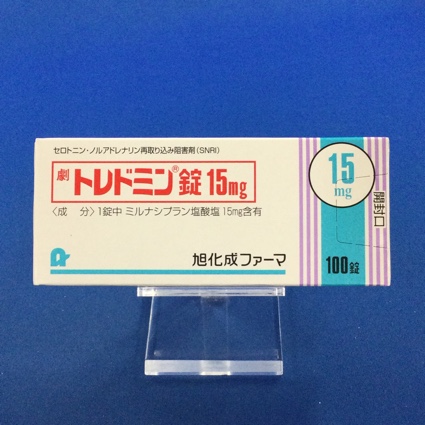 セロトニン・ノルアドレナリン再取り込み阻害剤(SNRI)
劇 トレドミン®錠15mg
〈成 分〉1錠中 ミルナシプラン塩酸塩 15mg含有
旭化成ファーマ
15
mg
開封口
100錠